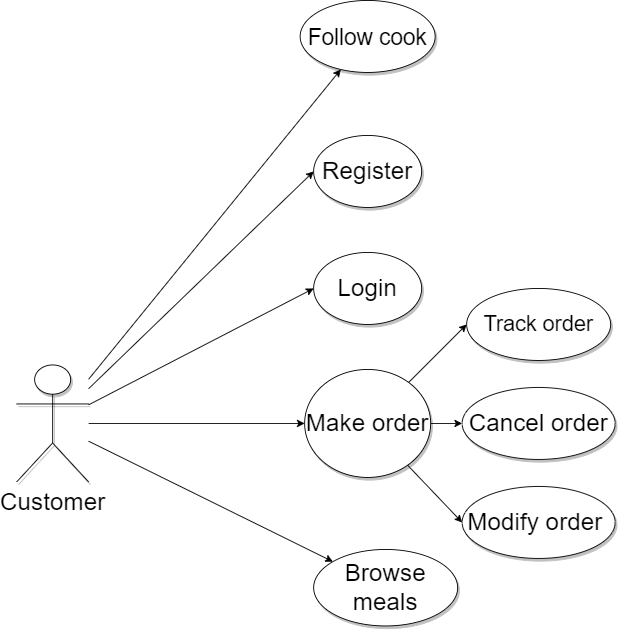 Follow cook
Register
Login
Track order
Make order
Cancel order
Customer
Modify order
Browse
meals